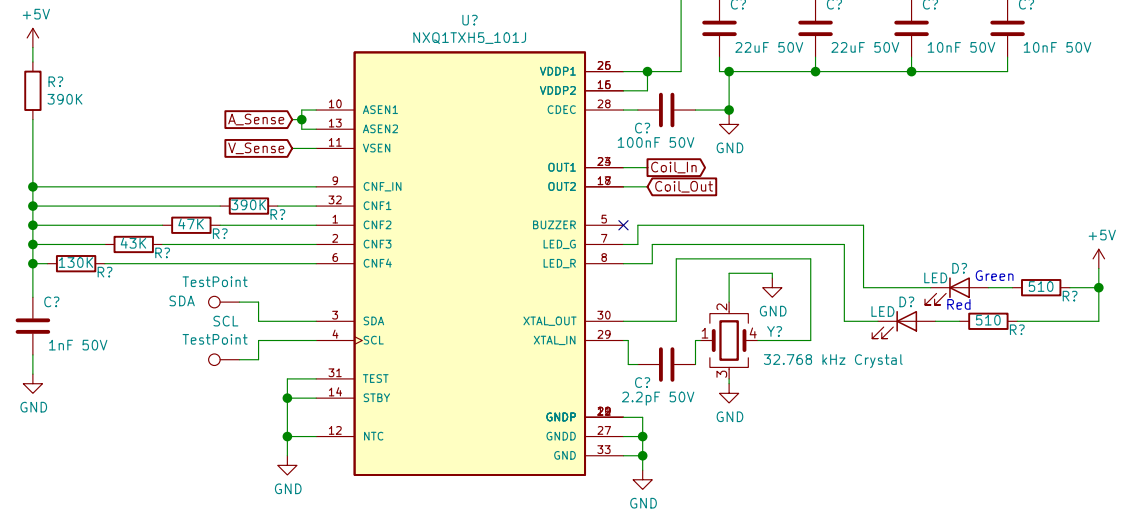 +5V
R?
390K
U?
NXQ1TXH5_101J
C?
C?
C?
C?
22uF 50V
22uF 50V
10nF 50V
10nF 50V
VDDP1
VDDP2
16
CDEC
28
C?
100nF 50V
GND
A_Sense
V_Sense
10
13
11
ASEN1
ASEN2
VSEN
OUT1
OUT2
Coil_In
Coil_Out
9
CNF_IN
32
CNF1
1
CNF2
2
CNF3
6
CNF4
390K
R?
47K
R?
43K
R?
130K
R?
BUZZER
5
LED_G
7
LED_R
8
+5V
LED
D?
Green
510
R?
LED
D?
Red
510
R?
TestPoint
SDA
SCL
TestPoint
3
SDA
4
SCL
C?
1nF 50V
GND
XTAL_OUT
30
XTAL_IN
29
2
GND
1
4
3
Y?
32.768 kHz Crystal
C?
2.2pF 50V
GND
31
TEST
14
STBY
12
NTC
GND
GNDP
GNDD
27
GND
33
GND